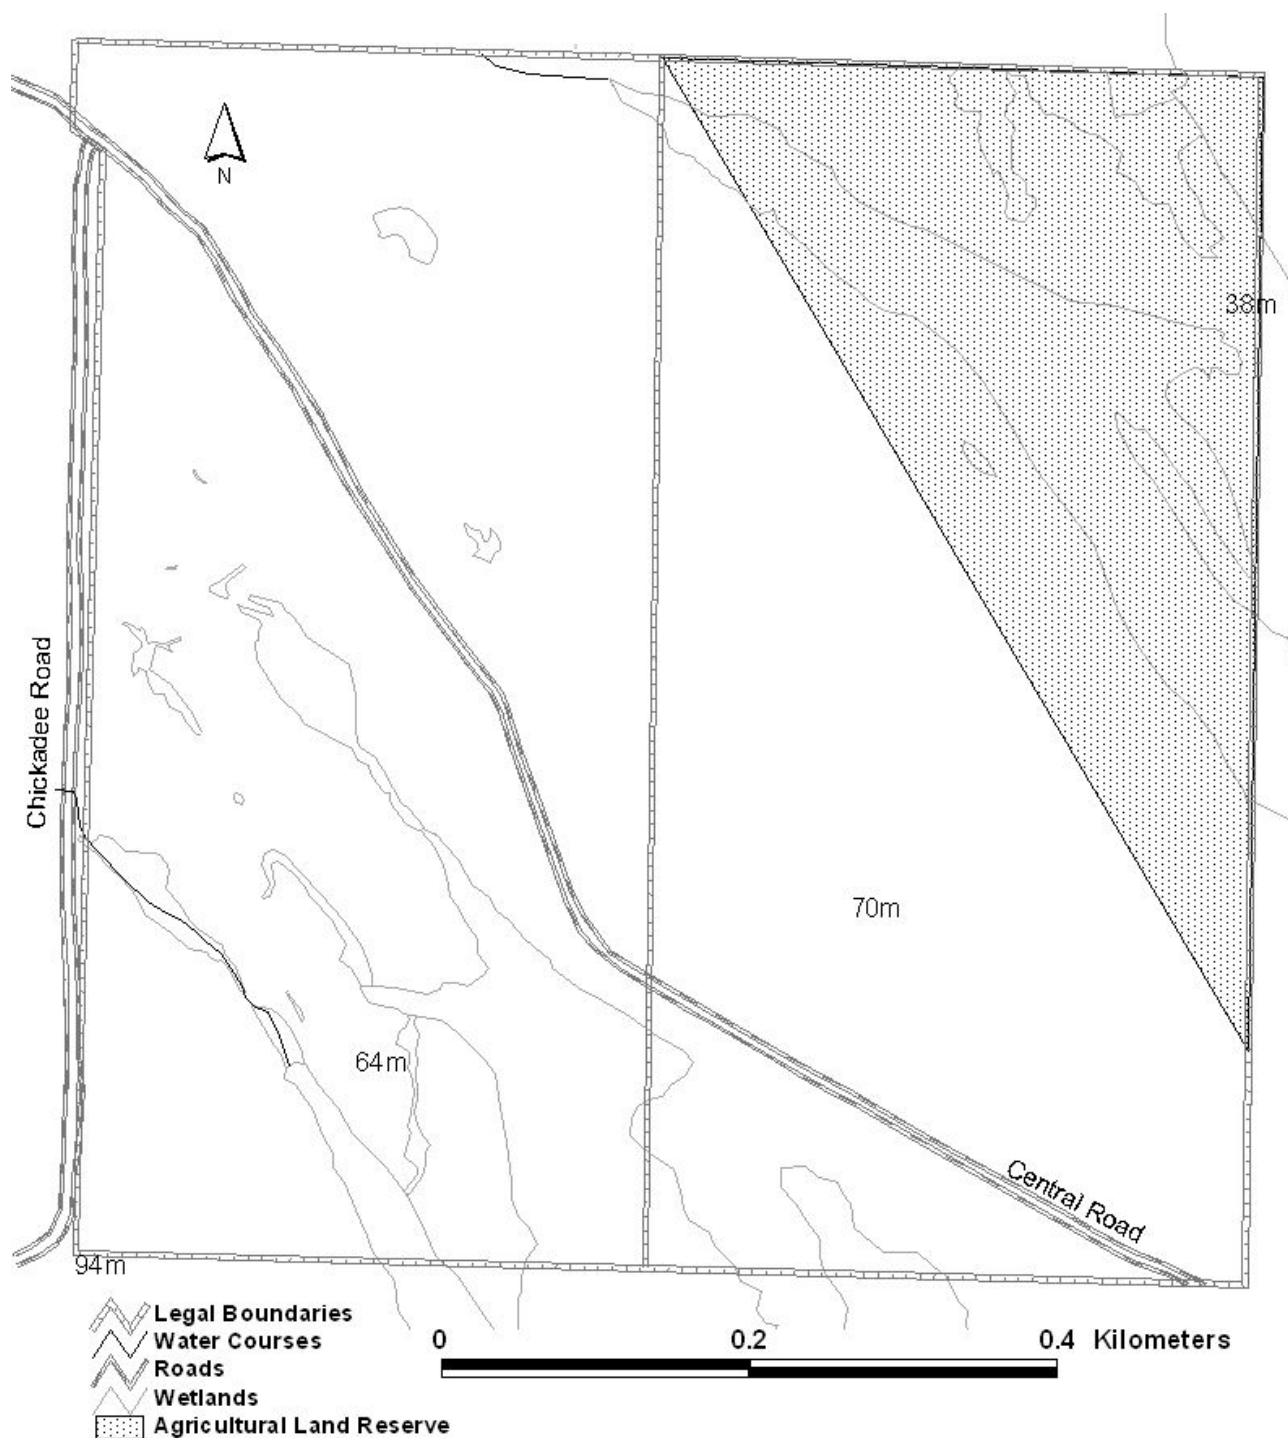 N
38m
Chickadee Road
70m
64m
Central Road
94m
Legal Boundaries
Water Courses
Roads
Wetlands
Agricultural Land Reserve
0 0.2 0.4 Kilometers